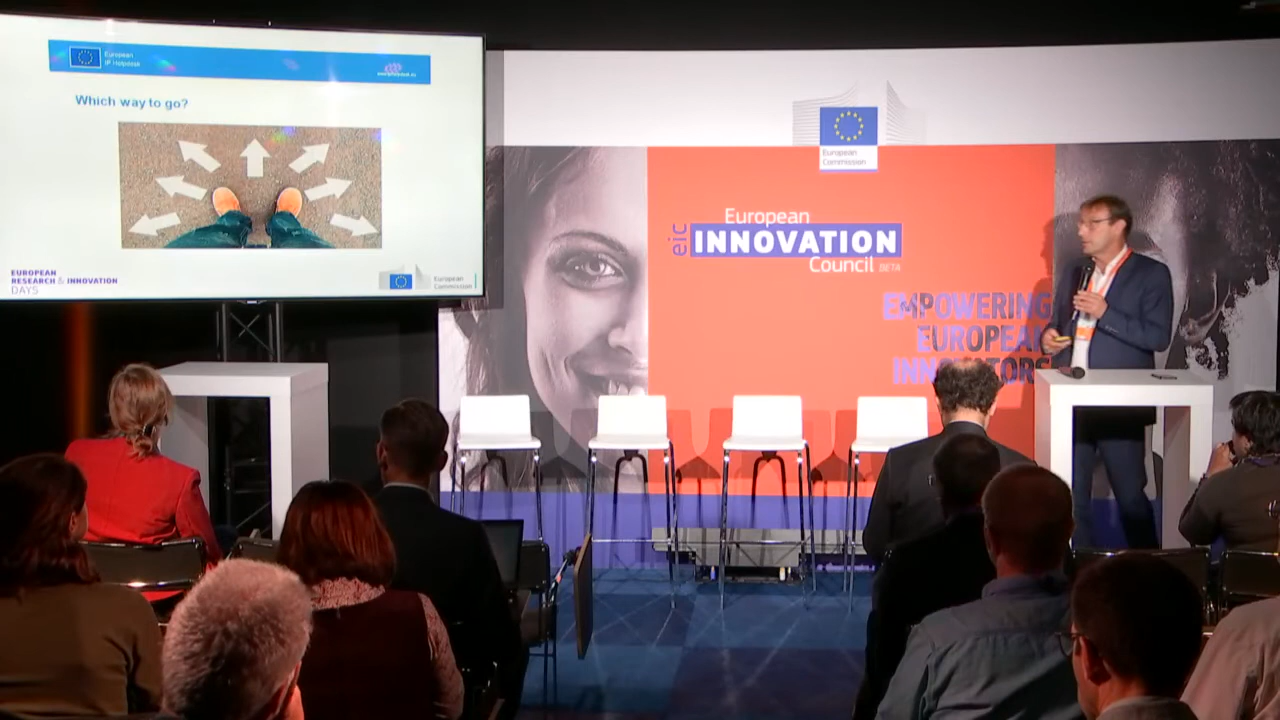 European
IP Helpdesk
Which way to go?
EUROPEAN
RESEARCH & INNOVATION
DAYS
European
Commission
European
Commission
eic
European
INNOVATION
Council BETA
EMPOWERING
EUROPEAN
INNOVATORS